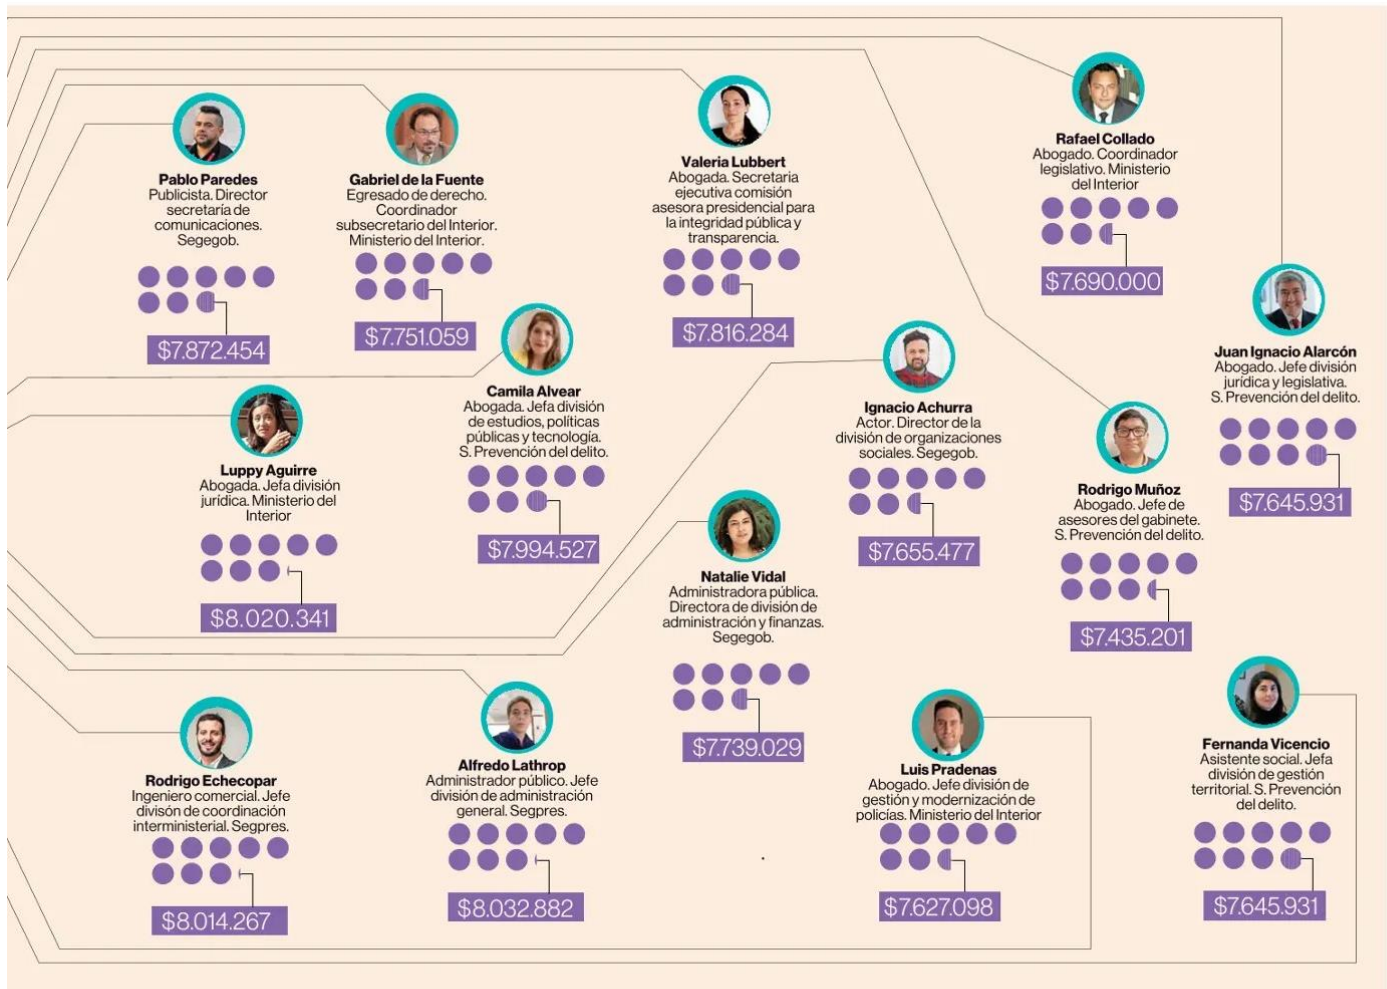 Rafael Collado
Abogado. Coordinador
legislativo. Ministerio
del Interior
$7.690.000
Valeria Lubbert
Abogada. Secretaria
ejecutiva comisión
asesora presidencial para
la integridad pública y
transparencia.
$7.816.284
Pablo Paredes
Publicista. Director
secretaría de
comunicaciones.
Segegob.
$7.872.454
Gabriel de la Fuente
Egresado de derecho.
Coordinador
subsecretario del Interior.
Ministerio del Interior.
$7.751.059
Juan Ignacio Alarcón
Abogado. Jefe división
jurídica y legislativa.
S. Prevención del delito.
$7.645.931
Camila Alvear
Abogada. Jefa división
de estudios, políticas
públicas y tecnología.
S. Prevención del delito.
$7.994.527
Ignacio Achurra
Actor. Director de la
división de organizaciones
sociales. Segegob.
$7.655.477
Luppy Aguirre
Abogada. Jefa división
jurídica. Ministerio del
Interior
$8.020.341
Rodrigo Muñoz
Abogado. Jefe de
asesores del gabinete.
S. Prevención del delito.
$7.435.201
Natalie Vidal
Administradora pública.
Directora de división de
administración y finanzas.
Segegob.
$7.739.029
Rodrigo Echecopar
Ingeniero comercial. Jefe
divisón de coordinación
interministerial. Segpres.
$8.014.267
Alfredo Lathrop
Administrador público. Jefe
división de administración
general. Segpres.
$8.032.882
Luis Pradenas
Abogado. Jefe división de
gestión y modernización de
policías. Ministerio del Interior
$7.627.098
Fernanda Vicencio
Asistente social. Jefa
división de gestión
territorial. S. Prevención
del delito.
$7.645.931